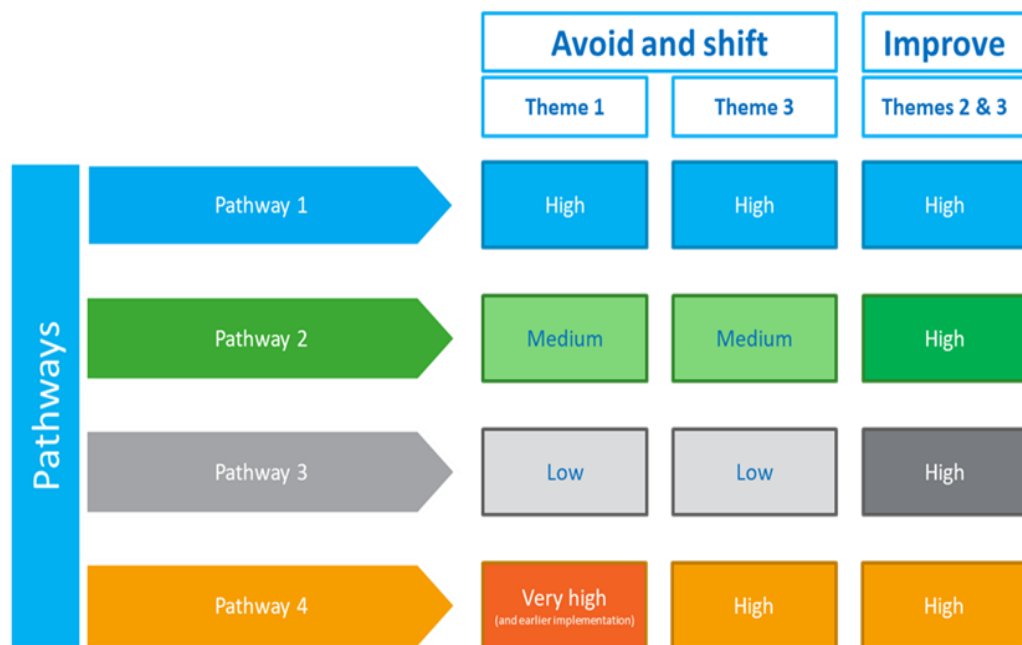 Avoid and shift
Improve
Theme 1
Theme 3
Themes 2 & 3
Pathways
Pathway 1
High
High
High
Pathway 2
Medium
Medium
High
Pathway 3
Low
Low
High
Pathway 4
Very high
(and earlier implementation)
High
High